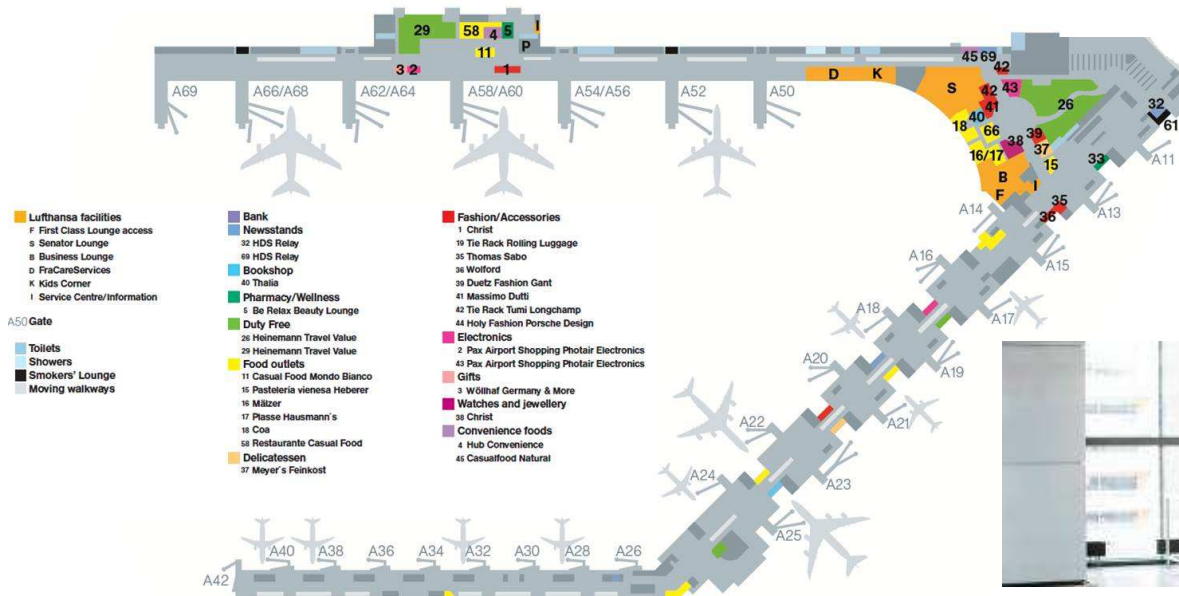 29
58
4
5
I
P
11
3 2
1
45 69
42
D
K
S
42
43
41
40
26
18
66
39
38
37
16/17
15
B
I
F
32
61
33
35
36
A69
A66/A68
A62/A64
A58/A60
A54/A56
A52
A50
A11
A13
A14
A15
A16
A17
A18
A19
A20
A21
A22
A23
A24
A25
A26
A28
A30
A32
A34
A36
A38
A40
A42
Lufthansa facilities
F First Class Lounge access
S Senator Lounge
B Business Lounge
D FraCareServices
K Kids Corner
I Service Centre/Information
A50 Gate
Toilets
Showers
Smokers' Lounge
Moving walkways
Bank
Newsstands
32 HDS Relay
69 HDS Relay
Bookshop
40 Thalia
Pharmacy/Wellness
5 Be Relax Beauty Lounge
Duty Free
26 Heinemann Travel Value
29 Heinemann Travel Value
Food outlets
11 Casual Food Mondo Bianco
15 Pasteleria vienesa Heberer
16 Mälzer
17 Plasse Hausmann´s
18 Coa
58 Restaurante Casual Food
Delicatessen
37 Meyer´s Feinkost
Fashion/Accessories
1 Christ
19 Tie Rack Rolling Luggage
35 Thomas Sabo
36 Wolford
39 Duetz Fashion Gant
41 Massimo Dutti
42 Tie Rack Tumi Longchamp
44 Holy Fashion Porsche Design
Electronics
2 Pax Airport Shopping Photair Electronics
43 Pax Airport Shopping Photair Electronics
Gifts
3 Wöllhaf Germany & More
Watches and jewellery
38 Christ
Convenience foods
4 Hub Convenience
45 Casualfood Natural